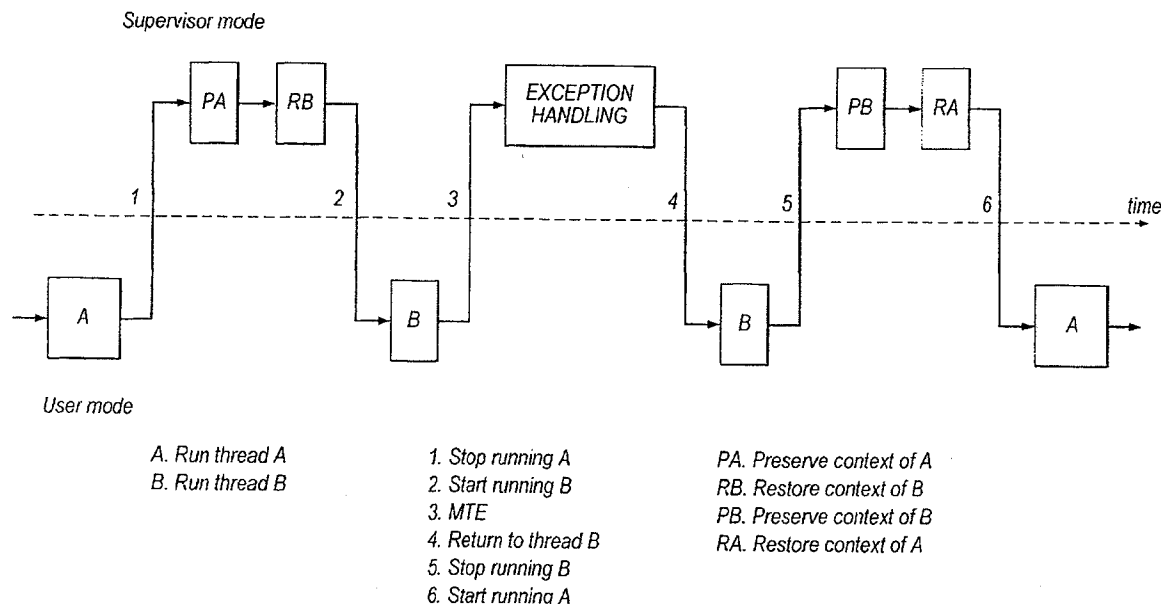 Supervisor mode
PA
RB
EXCEPTION
HANDLING
PB
RA
1
2
3
4
5
6
time
A
B
B
A
User mode
A. Run thread A
B. Run thread B
1. Stop running A
2. Start running B
3. MTE
4. Return to thread B
5. Stop running B
6. Start running A
PA. Preserve context of A
RB. Restore context of B
PB. Preserve context of B
RA. Restore context of A